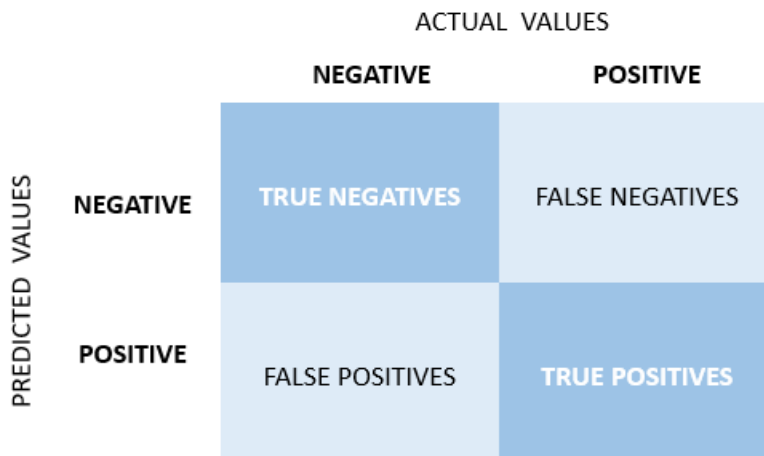 ACTUAL VALUES
NEGATIVE POSITIVE
PREDICTED VALUES
NEGATIVE TRUE NEGATIVES FALSE NEGATIVES
POSITIVE FALSE POSITIVES TRUE POSITIVES